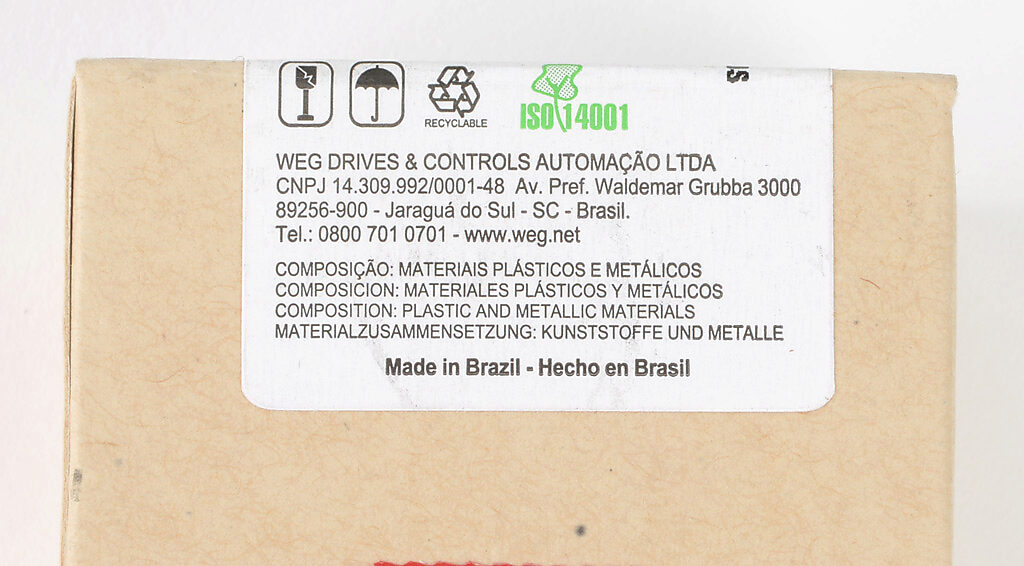 RECYCLABLE
ISO 14001
WEG DRIVES & CONTROLS AUTOMAÇÃO LTDA
CNPJ 14.309.992/0001-48 Av. Pref. Waldemar Grubba 3000
89256-900 - Jaraguá do Sul - SC - Brasil.
Tel.: 0800 701 0701 - www.weg.net
COMPOSIÇÃO: MATERIAIS PLÁSTICOS E METÁLICOS
COMPOSICION: MATERIALES PLÁSTICOS Y METÁLICOS
COMPOSITION: PLASTIC AND METALLIC MATERIALS
MATERIALZUSAMMENSETZUNG: KUNSTSTOFFE UND METALLE
Made in Brazil - Hecho en Brasil